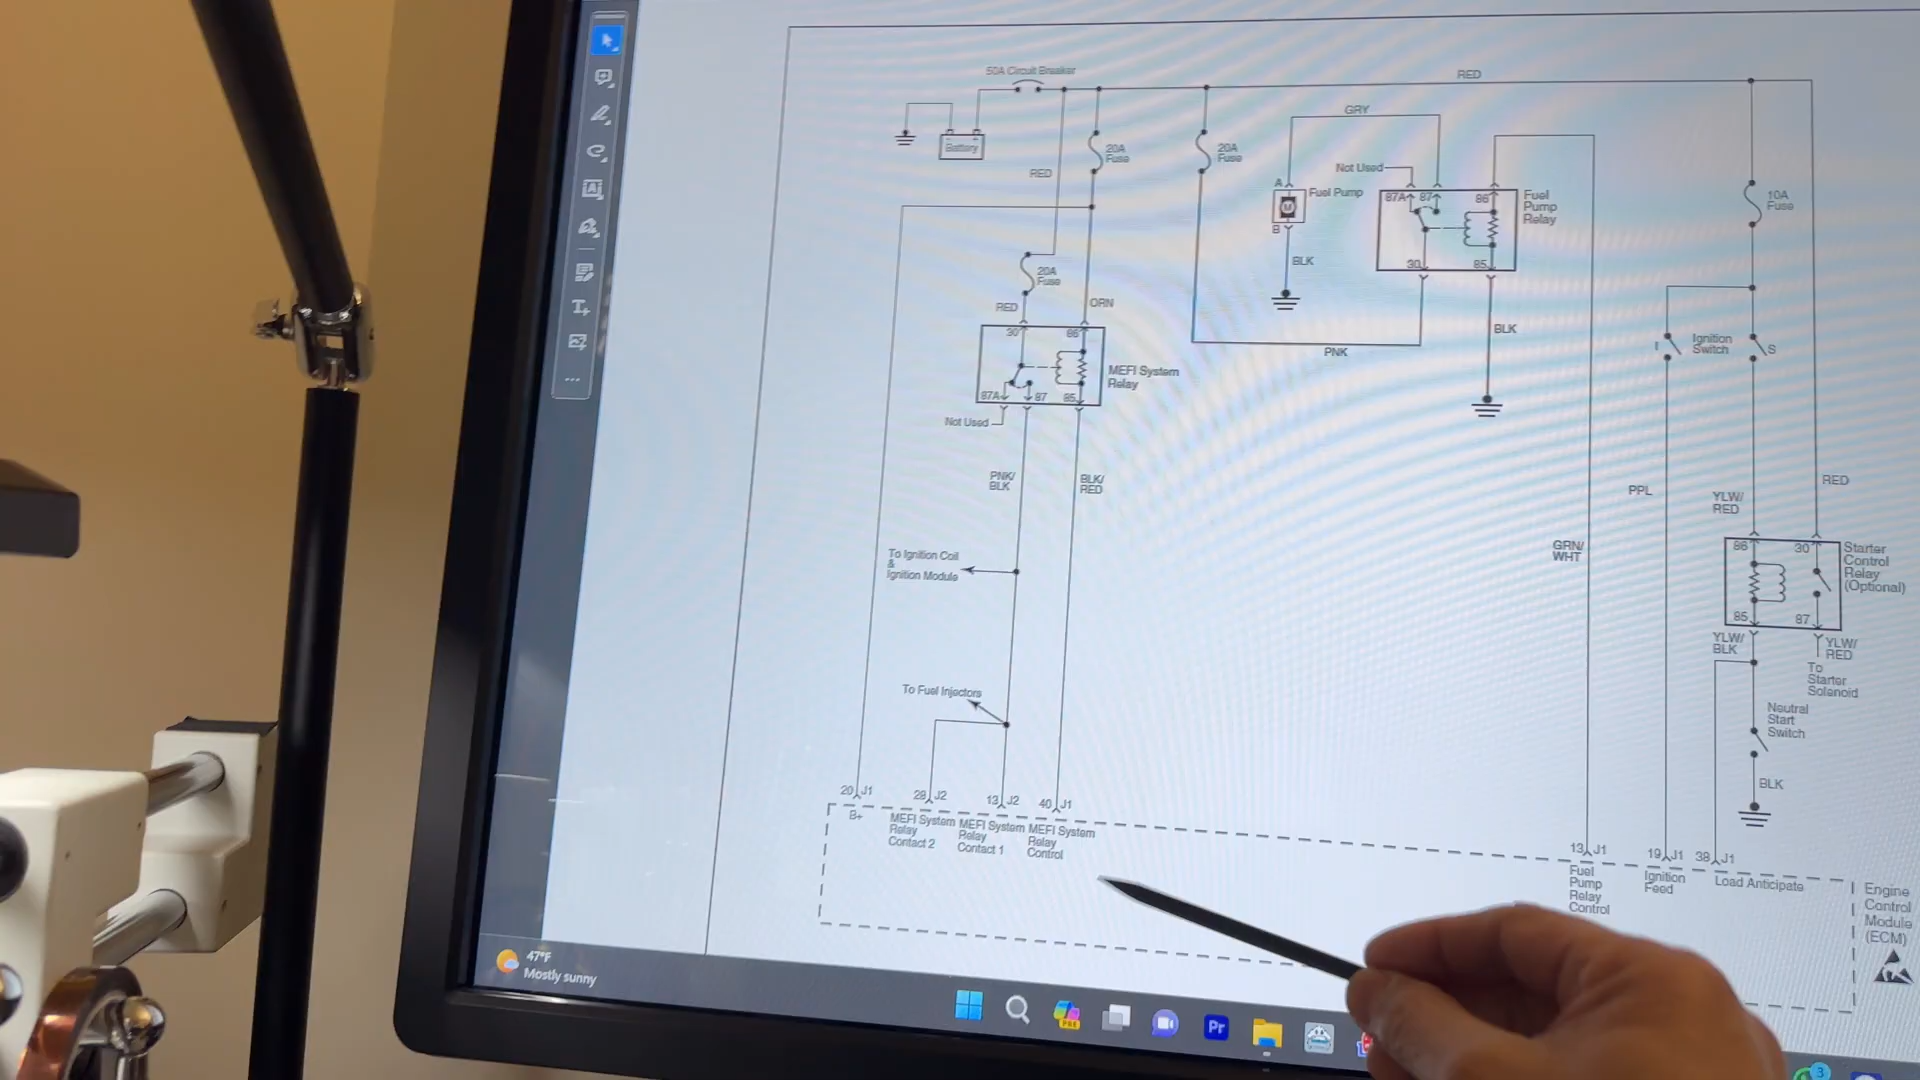 50A Circuit Breaker
RED
Battery
RED
20A
Fuse
20A
Fuse
GRY
Not Used
A
Fuel Pump
M
B
BLK
87A
87
86
30
85
Fuel
Pump
Relay
10A
Fuse
20A
Fuse
RED
ORN
30
86
87A
87
85
MEFI System
Relay
Not Used
PNK
BLK
I
Ignition
Switch
S
PNK/
BLK
BLK/
RED
PPL
YLW/
RED
RED
GRN/
WHT
To Ignition Coil
&
Ignition Module
86
30
85
87
Starter
Control
Relay
(Optional)
YLW/
BLK
YLW/
RED
To
Starter
Solenoid
To Fuel Injectors
Neutral
Start
Switch
BLK
20 J1
B+
J2
MEFI System
Relay
Contact 2
13 J2
MEFI System
Relay
Contact 1
40 J1
MEFI System
Relay
Control
13 J1
Fuel
Pump
Relay
Control
19 J1
Ignition
Feed
38 J1
Load Anticipate
Engine
Control
Module
(ECM)
47°F
Mostly sunny
PRE
Pr
3